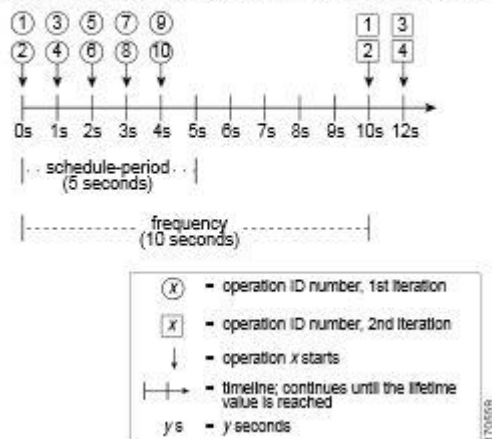 1 3 5 7 9 1 3
2 4 6 8 10 2 4
0s 1s 2s 3s 4s 5s 6s 7s 8s 9s 10s 12s
schedule-period
(5 seconds)
frequency
(10 seconds)
x = operation ID number, 1st iteration
x = operation ID number, 2nd iteration
= operation x starts
= timeline; continues until the lifetime
value is reached
y s = y seconds
70559